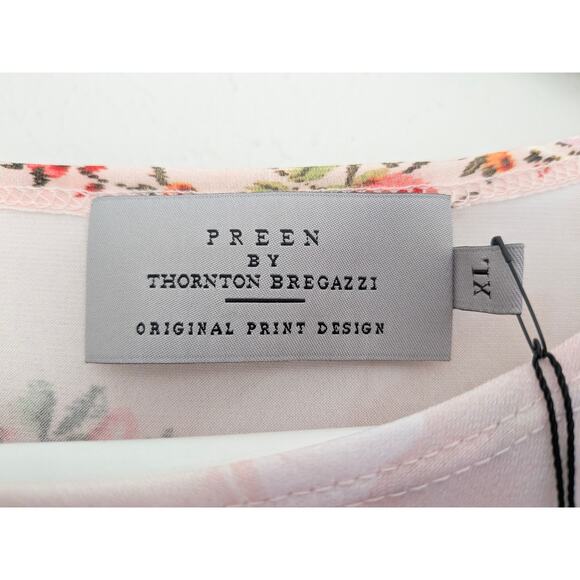 PREEN
BY
THORNTON BREGAZZI
ORIGINAL PRINT DESIGN
XL